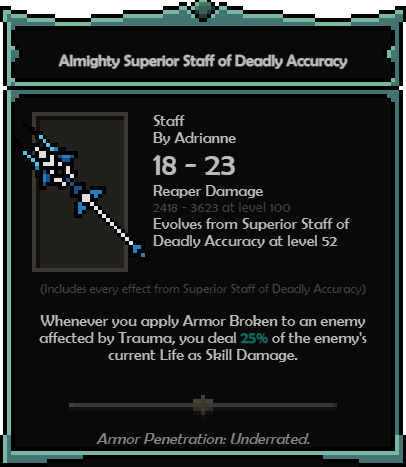 Almighty Superior Staff of Deadly Accuracy
Staff
By Adrianne
18 - 23
Reaper Damage
2418 - 3623 at level 100
Evolves from Superior Staff of
Deadly Accuracy at level 52
(Includes every effect from Superior Staff of Deadly Accuracy)
Whenever you apply Armor Broken to an enemy
affected by Trauma, you deal 25% of the enemy's
current Life as Skill Damage.
Armor Penetration: Underrated.